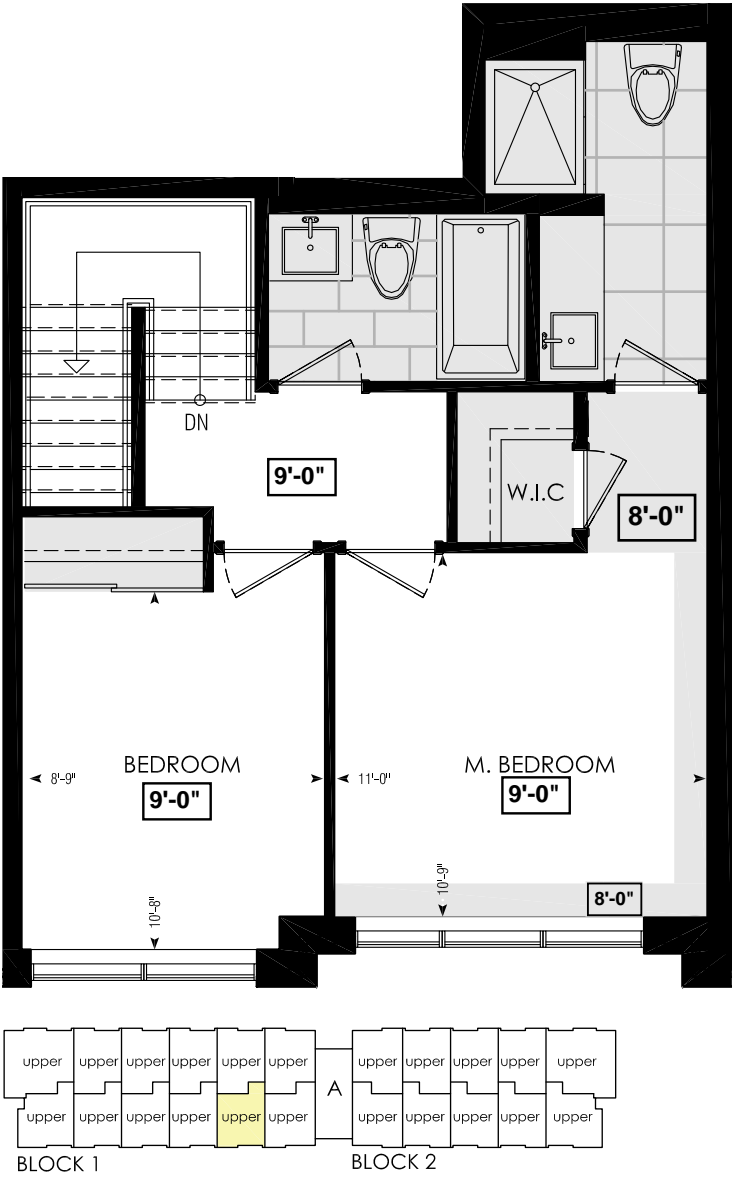 DN
9'-0"
W.I.C
8'-0"
BEDROOM
M. BEDROOM
8'-9"
9'-0"
11'-0"
9'-0"
10'-8"
10'-9"
8'-0"
upper upper upper upper upper upper upper upper upper upper upper
A
upper upper upper upper upper upper upper upper upper upper upper
BLOCK 1
BLOCK 2